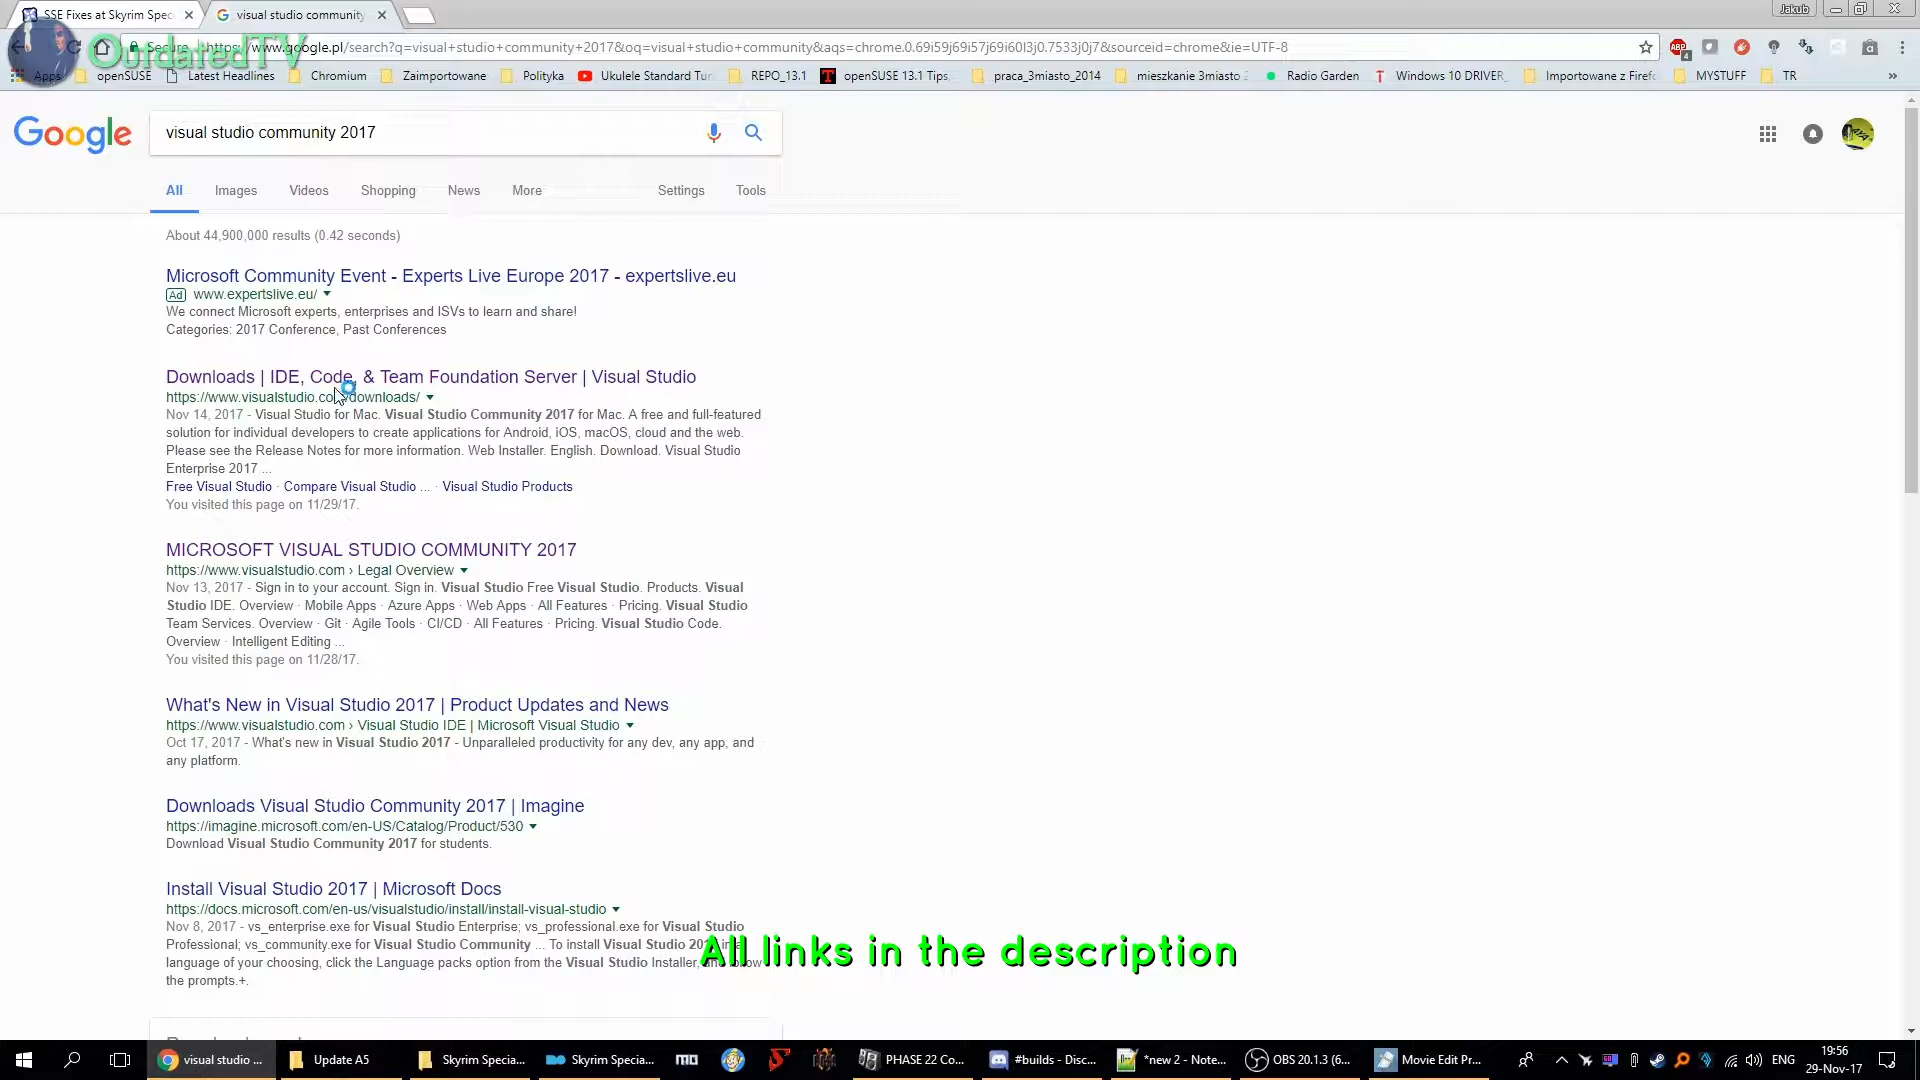 SSE Fixes at Skyrim Spec
visual studio community
Jakub
OutdatedTV
Secure
https://www.google.pl/search?q=visual+studio+community+2017&oq=visual+studio+community&aqs=chrome.0.69i59j69i57j69i60l3j0.7533j0j7&sourceid=chrome&ie=UTF-8
ABP
4
Apps
openSUSE
Latest Headlines
Chromium
Zaimportowane
Polityka
Ukulele Standard Tu
REPO_13.1
openSUSE 13.1 Tips,
praca_3miasto_2014
mieszkanie 3miasto
Radio Garden
Windows 10 DRIVER
Importowane z Firef
MYSTUFF
TR
»
Google
visual studio community 2017
All
Images
Videos
Shopping
News
More
Settings
Tools
About 44,900,000 results (0.42 seconds)
Microsoft Community Event - Experts Live Europe 2017 - expertslive.eu
Ad www.expertslive.eu/
We connect Microsoft experts, enterprises and ISVs to learn and share!
Categories: 2017 Conference, Past Conferences
Downloads | IDE, Code, & Team Foundation Server | Visual Studio
https://www.visualstudio.com/downloads/
Nov 14, 2017 - Visual Studio for Mac. Visual Studio Community 2017 for Mac. A free and full-featured
solution for individual developers to create applications for Android, iOS, macOS, cloud and the web.
Please see the Release Notes for more information. Web Installer. English. Download. Visual Studio
Enterprise 2017 ...
Free Visual Studio · Compare Visual Studio ... · Visual Studio Products
You visited this page on 11/29/17.
MICROSOFT VISUAL STUDIO COMMUNITY 2017
https://www.visualstudio.com › Legal Overview
Nov 13, 2017 - Sign in to your account. Sign in. Visual Studio Free Visual Studio. Products. Visual
Studio IDE. Overview · Mobile Apps · Azure Apps · Web Apps · All Features · Pricing. Visual Studio
Team Services. Overview · Git · Agile Tools · CI/CD · All Features · Pricing. Visual Studio Code.
Overview · Intelligent Editing ...
You visited this page on 11/28/17.
What's New in Visual Studio 2017 | Product Updates and News
https://www.visualstudio.com › Visual Studio IDE | Microsoft Visual Studio
Oct 17, 2017 - What's new in Visual Studio 2017 - Unparalleled productivity for any dev, any app, and
any platform.
Downloads Visual Studio Community 2017 | Imagine
https://imagine.microsoft.com/en-US/Catalog/Product/530
Download Visual Studio Community 2017 for students.
Install Visual Studio 2017 | Microsoft Docs
https://docs.microsoft.com/en-us/visualstudio/install/install-visual-studio
Nov 8, 2017 - vs_enterprise.exe for Visual Studio Enterprise; vs_professional.exe for Visual Studio
Professional; vs_community.exe for Visual Studio Community ... To install Visual Studio 201
language of your choosing, click the Language packs option from the Visual Studio Installer,
the prompts.+.
All links in the description
visual studio ...
Update A5
Skyrim Specia...
Skyrim Specia...
MO
PHASE 22 Co...
#builds - Disc...
*new 2 - Note...
OBS 20.1.3 (6...
Movie Edit Pr...
ENG
19:56
29-Nov-17